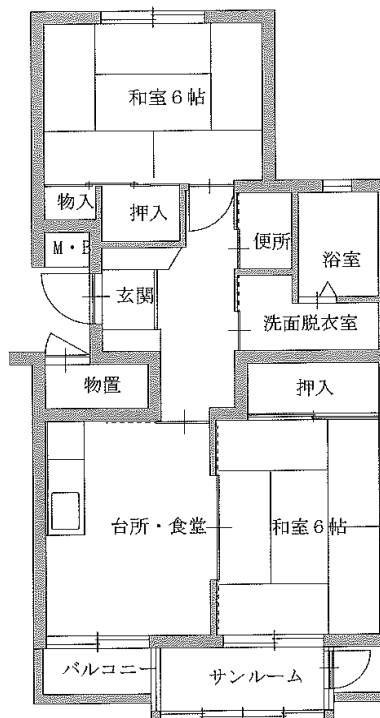 和室６帖
物入
押入
M・B
便所
浴室
玄関
洗面脱衣室
物置
押入
台所・食堂
和室６帖
バルコニー
サンルーム